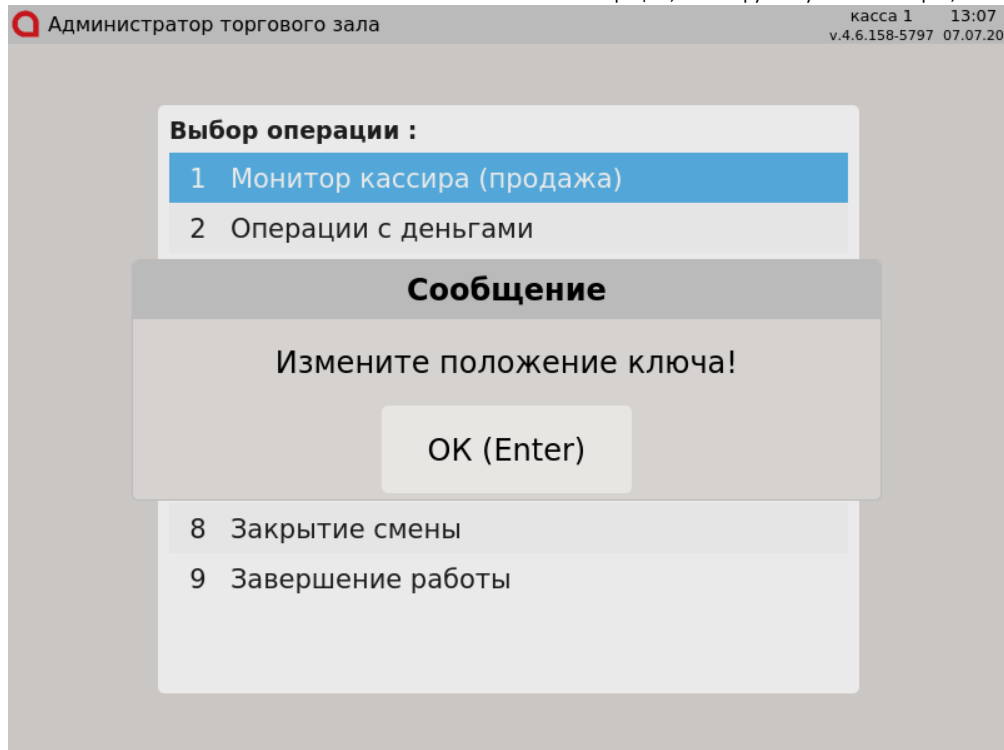 Администратор торгового зала
касса 1 13:07
v.4.6.158-5797 07.07.20
Выбор операции :
1 Монитор кассира (продажа)
2 Операции с деньгами
Сообщение
Измените положение ключа!
ОК (Enter)
8 Закрытие смены
9 Завершение работы